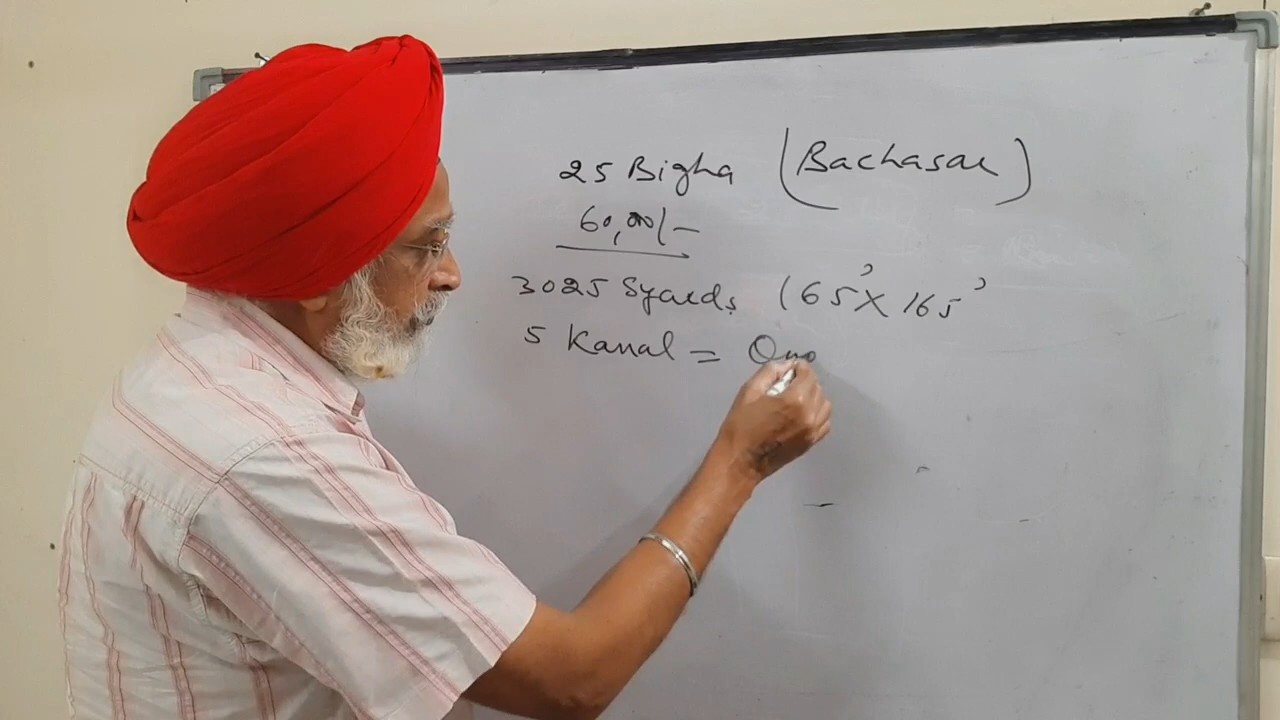 25 Bigha (Bachasar)
60,000/-
3025 Syards (65'X 165'
5 Kanal = One